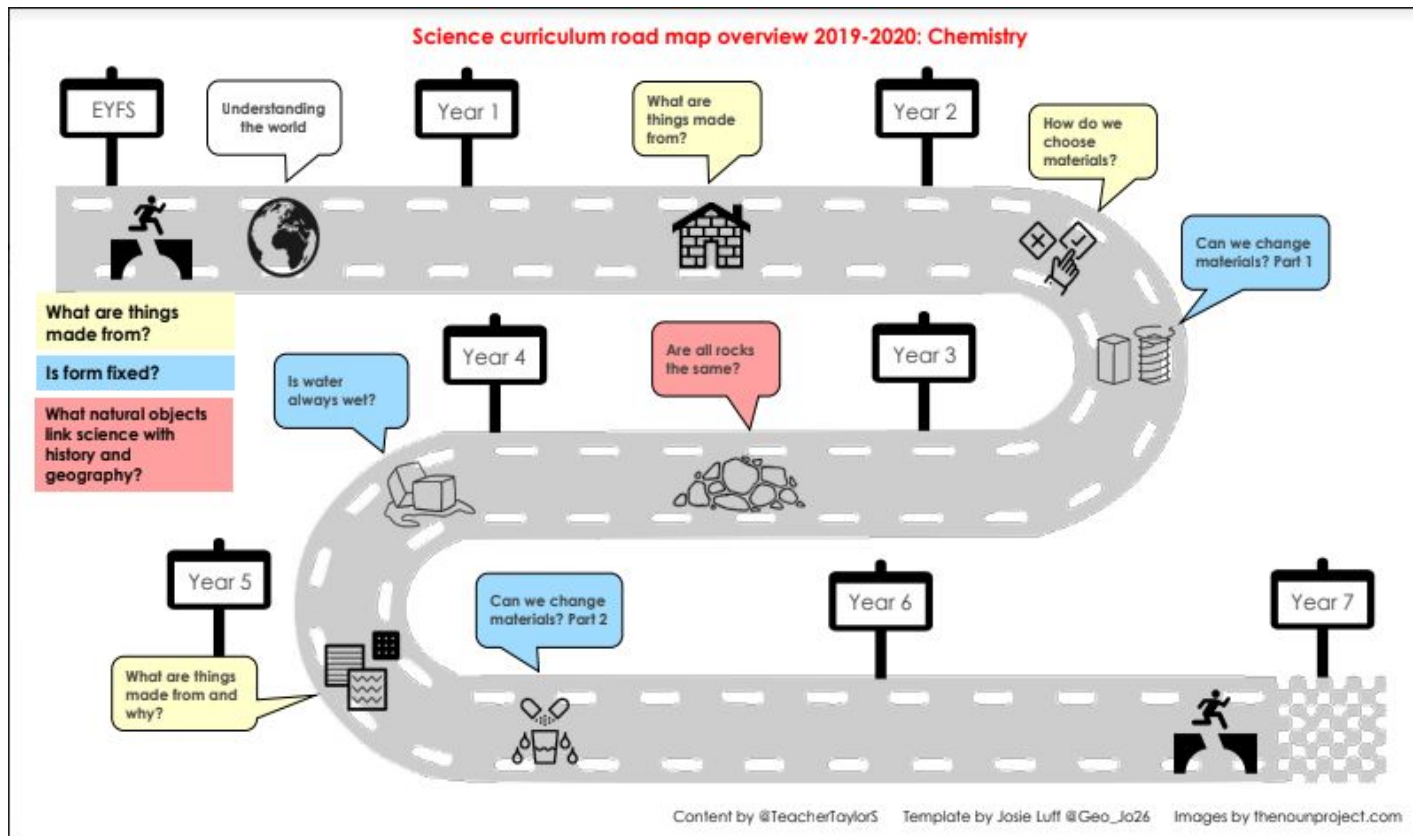 Science curriculum road map overview 2019-2020: Chemistry
EYFS
Understanding
the world
Year 1
What are
things made
from?
Year 2
How do we
choose
materials?
Can we change
materials? Part 1
What are things
made from?
Is form fixed?
What natural objects
link science with
history and
geography?
Year 3
Are all rocks
the same?
Year 4
Is water
always wet?
Year 5
What are things
made from and
why?
Can we change
materials? Part 2
Year 6
Year 7
Content by @TeacherTaylorS Template by Josie Luff @Geo_Jo26 Images by thenounproject.com